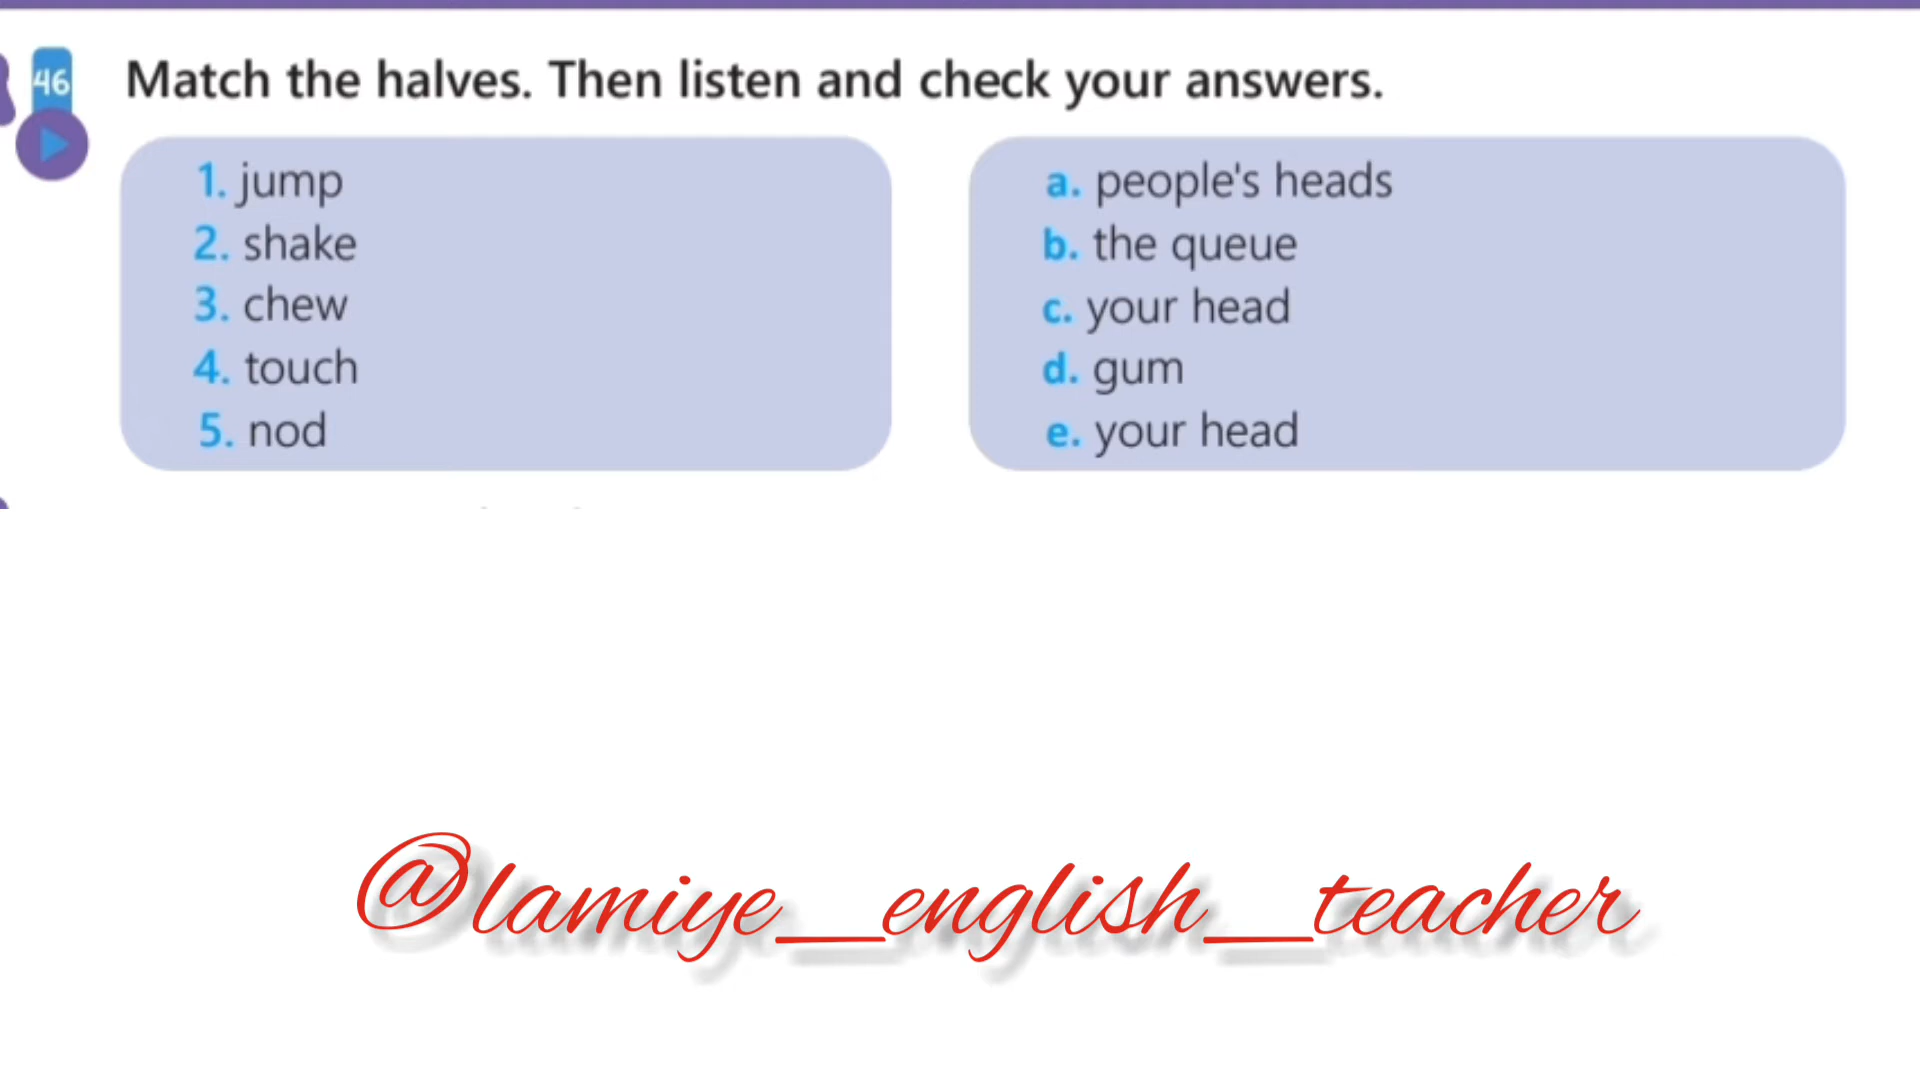 46 Match the halves. Then listen and check your answers.
1. jump
2. shake
3. chew
4. touch
5. nod
a. people's heads
b. the queue
c. your head
d. gum
e. your head
@lamiye__english__teacher